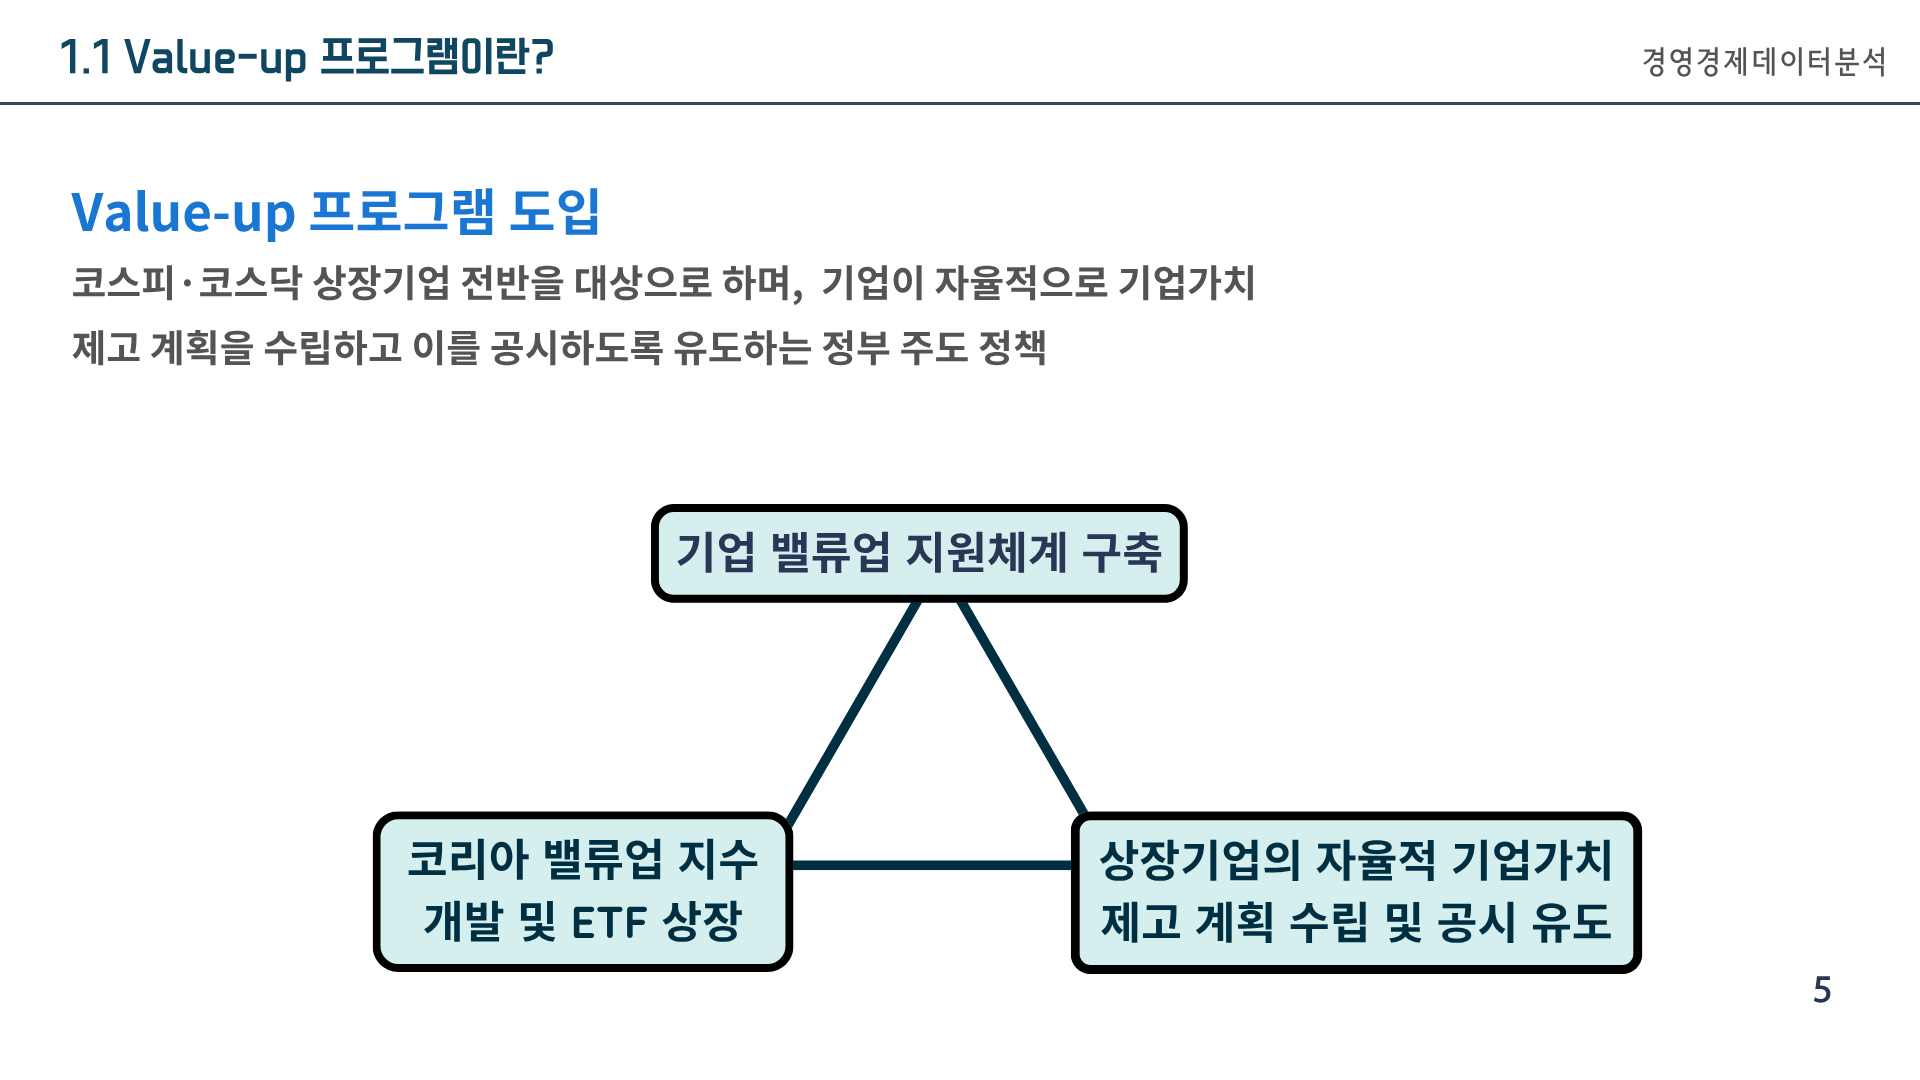 1.1 Value-up 프로그램이란?
경영경제데이터분석
Value-up 프로그램 도입
코스피·코스닥 상장기업 전반을 대상으로 하며, 기업이 자율적으로 기업가치
제고 계획을 수립하고 이를 공시하도록 유도하는 정부 주도 정책
기업 밸류업 지원체계 구축
코리아 밸류업 지수
개발 및 ETF 상장
상장기업의 자율적 기업가치
제고 계획 수립 및 공시 유도
5